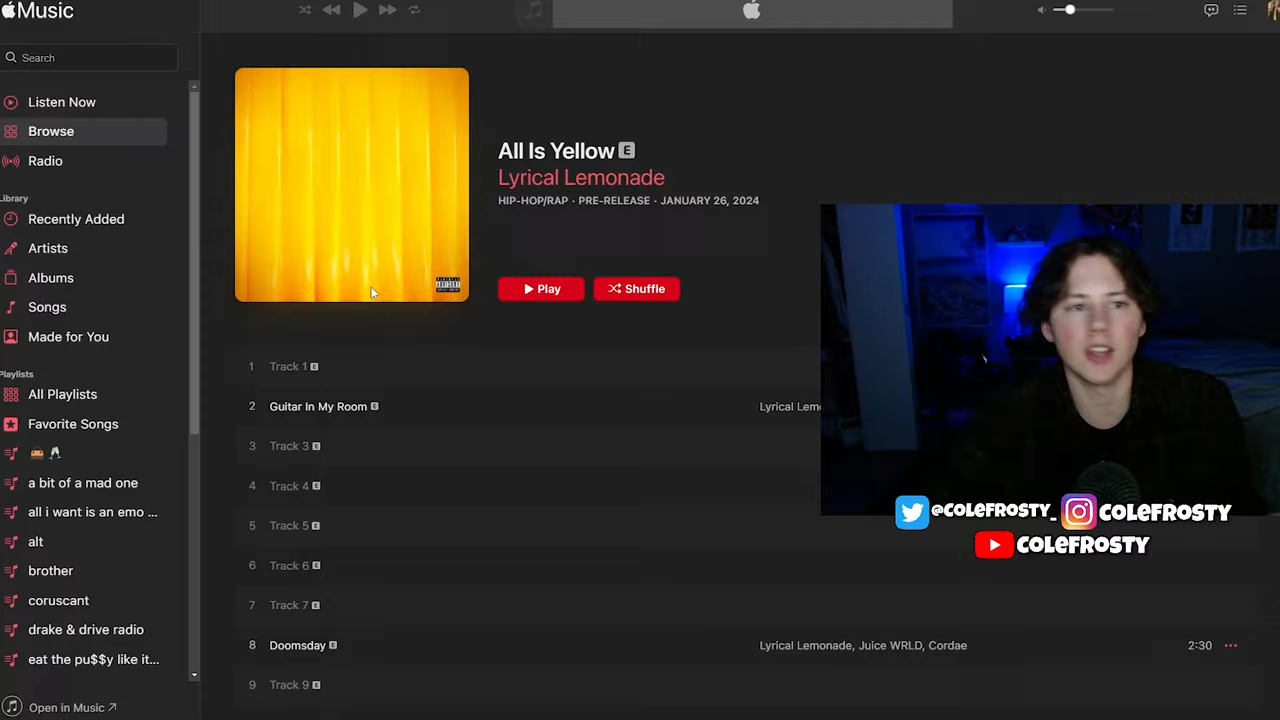 Music
Search
Listen Now
Browse
Radio
Library
Recently Added
Artists
Albums
Songs
Made for You
Playlists
All Playlists
Favorite Songs
a bit of a mad one
all i want is an emo ...
alt
brother
coruscant
drake & drive radio
eat the pu$$y like it...
Open in Music ↗
All Is Yellow E
Lyrical Lemonade
HIP-HOP/RAP · PRE-RELEASE · JANUARY 26, 2024
Play
Shuffle
1 Track 1 E
2 Guitar In My Room E Lyrical Lem
3 Track 3 E
4 Track 4 E
5 Track 5 E
6 Track 6 E
7 Track 7 E
8 Doomsday E Lyrical Lemonade, Juice WRLD, Cordae 2:30 ...
9 Track 9 E
@COLEFROSTY_ COLEFROSTY
COLEFROSTY